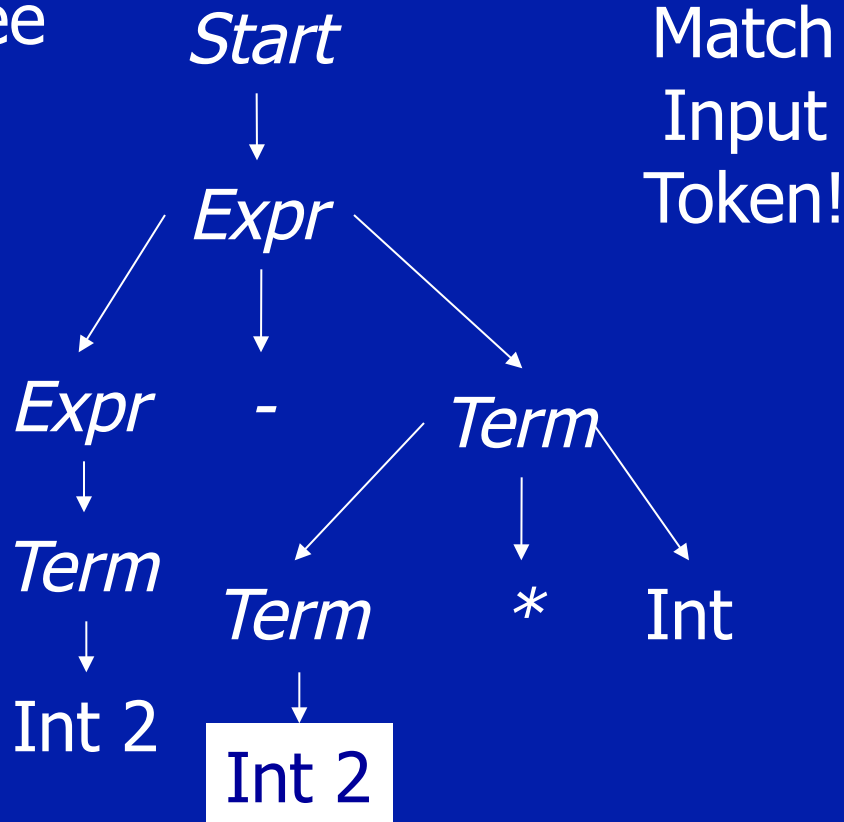 ee
Start
Match
Input
Token!
Expr
Expr - Term
Term
Term * Int
Int 2
Int 2